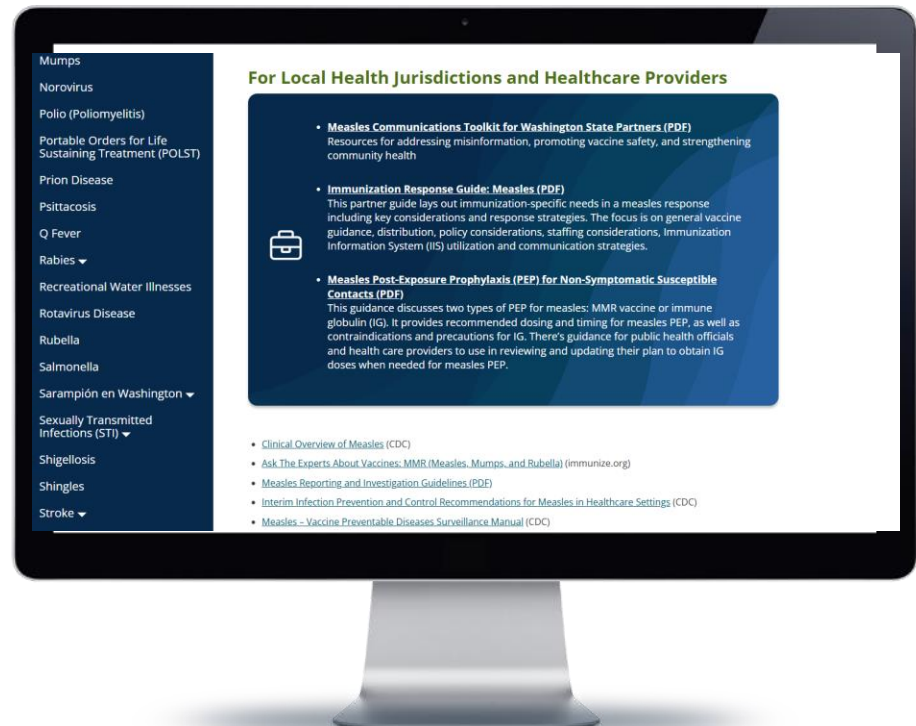 Mumps
Norovirus
Polio (Poliomyelitis)
Portable Orders for Life
Sustaining Treatment (POLST)
Prion Disease
Psittacosis
Q Fever
Rabies
Recreational Water Illnesses
Rotavirus Disease
Rubella
Salmonella
Sarampión en Washington
Sexually Transmitted
Infections (STI)
Shigellosis
Shingles
Stroke
For Local Health Jurisdictions and Healthcare Providers
• Measles Communications Toolkit for Washington State Partners (PDF)
Resources for addressing misinformation, promoting vaccine safety, and strengthening
community health
• Immunization Response Guide: Measles (PDF)
This partner guide lays out immunization-specific needs in a measles response
including key considerations and response strategies. The focus is on general vaccine
guidance, distribution, policy considerations, staffing considerations, Immunization
Information System (IIS) utilization and communication strategies.
• Measles Post-Exposure Prophylaxis (PEP) for Non-Symptomatic Susceptible
Contacts (PDF)
This guidance discusses two types of PEP for measles: MMR vaccine or immune
globulin (IG). It provides recommended dosing and timing for measles PEP, as well as
contraindications and precautions for IG. There's guidance for public health officials
and health care providers to use in reviewing and updating their plan to obtain IG
doses when needed for measles PEP.
• Clinical Overview of Measles (CDC)
• Ask The Experts About Vaccines: MMR (Measles, Mumps, and Rubella) (immunize.org)
• Measles Reporting and Investigation Guidelines (PDF)
• Interim Infection Prevention and Control Recommendations for Measles in Healthcare Settings (CDC)
• Measles – Vaccine Preventable Diseases Surveillance Manual (CDC)